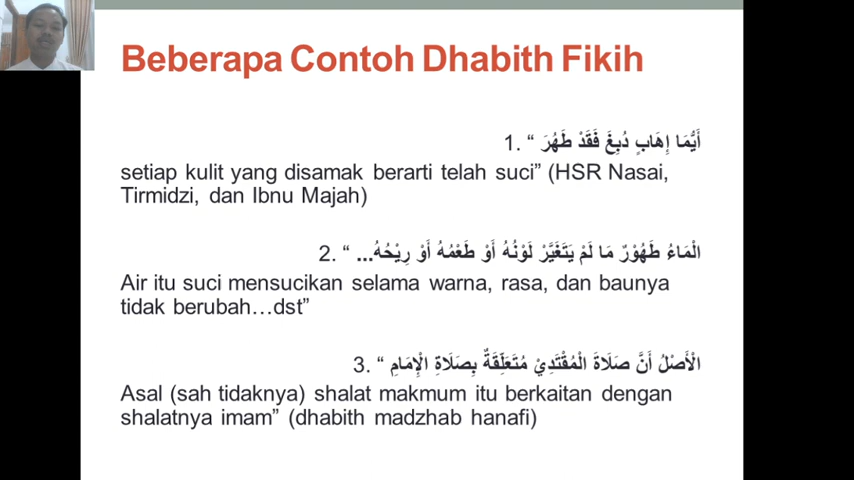 Beberapa Contoh Dhabith Fikih
1. “ أَيُّمَا إِهَابٍ دُبِغَ فَقَدْ طَهُرَ
setiap kulit yang disamak berarti telah suci” (HSR Nasai,
Tirmidzi, dan Ibnu Majah)
2. “ الْمَاءُ طَهُوْرٌ مَا لَمْ يَتَغَيَّرْ لَوْنُهُ أَوْ طَعْمُهُ أَوْ رِيْحُهُ...
Air itu suci mensucikan selama warna, rasa, dan baunya
tidak berubah…dst”
3. “ الْأَصْلُ أَنَّ صَلَاةَ الْمُقْتَدِيْ مُتَعَلِّقَةٌ بِصَلَاةِ الْإِمَامِ
Asal (sah tidaknya) shalat makmum itu berkaitan dengan
shalatnya imam” (dhabith madzhab hanafi)